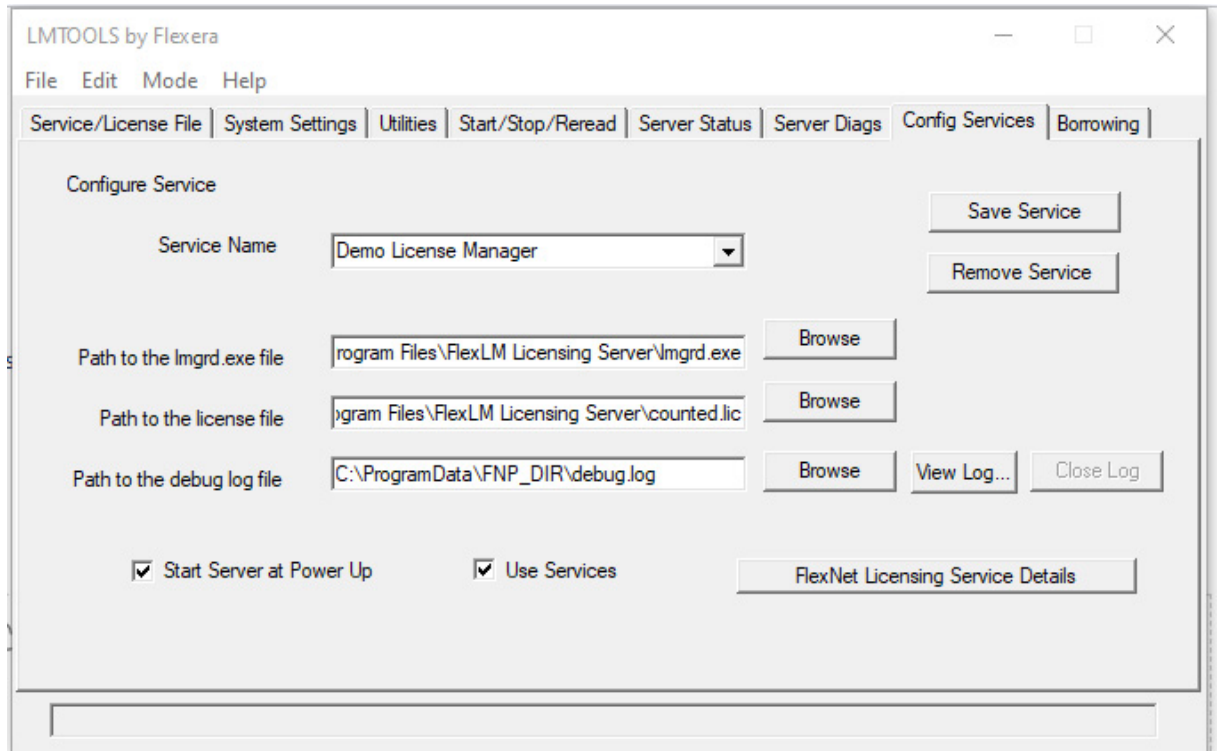 LMTOOLS by Flexera
File Edit Mode Help
Service/License File System Settings Utilities Start/Stop/Reread Server Status Server Diags Config Services Borrowing
Configure Service
Save Service
Service Name Demo License Manager
Remove Service
Path to the lmgrd.exe file rogram Files\FlexLM Licensing Server\lmgrd.exe Browse
Path to the license file ogram Files\FlexLM Licensing Server\counted.lic Browse
Path to the debug log file C:\ProgramData\FNP_DIR\debug.log Browse View Log... Close Log
Start Server at Power Up Use Services FlexNet Licensing Service Details